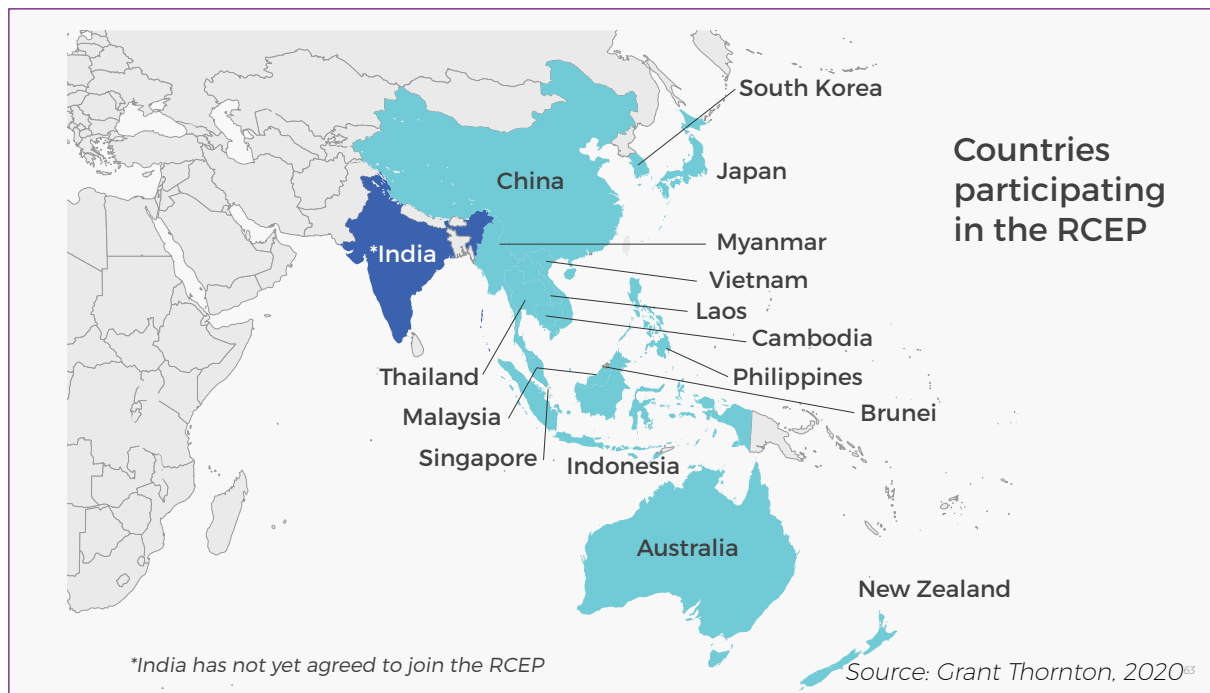 South Korea
Countries
participating
in the RCEP
Japan
China
Myanmar
*India
Vietnam
Laos
Cambodia
Thailand
Philippines
Malaysia
Brunei
Singapore
Indonesia
Australia
New Zealand
*India has not yet agreed to join the RCEP
Source: Grant Thornton, 2020 63